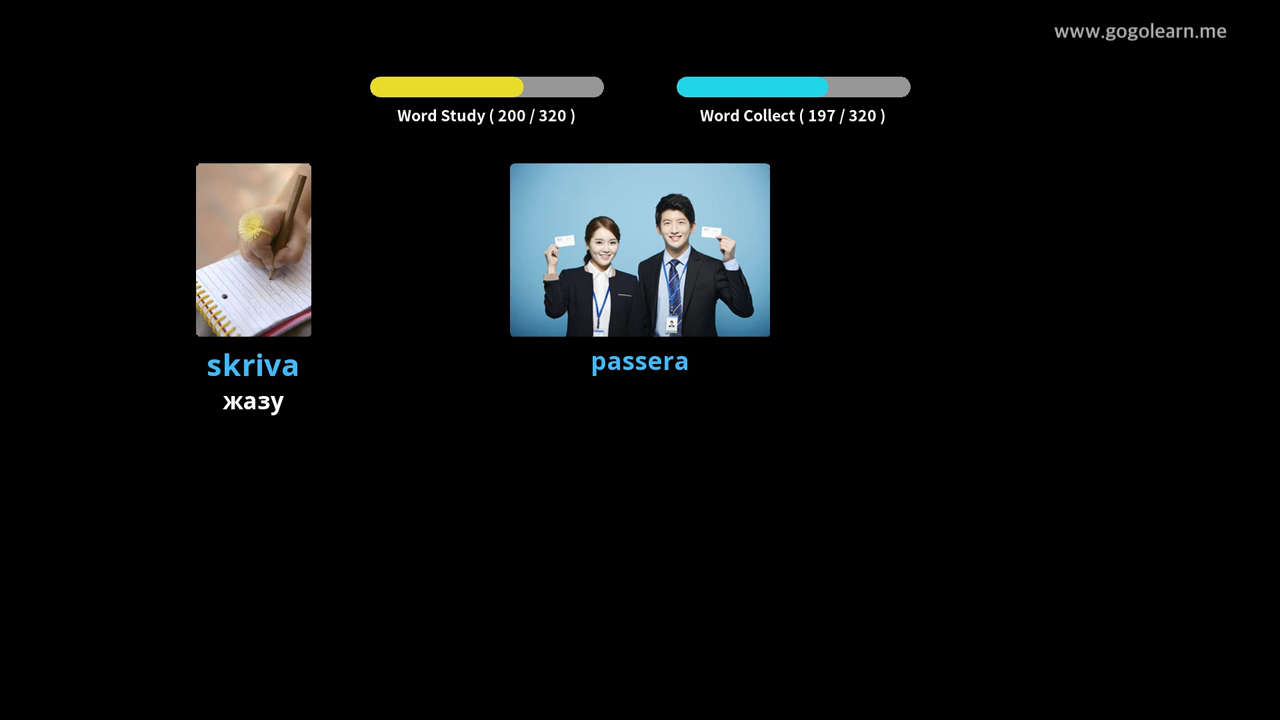 www.gogolearn.me
Word Study ( 200 / 320 )
Word Collect ( 197 / 320 )
skriva
жазу
passera